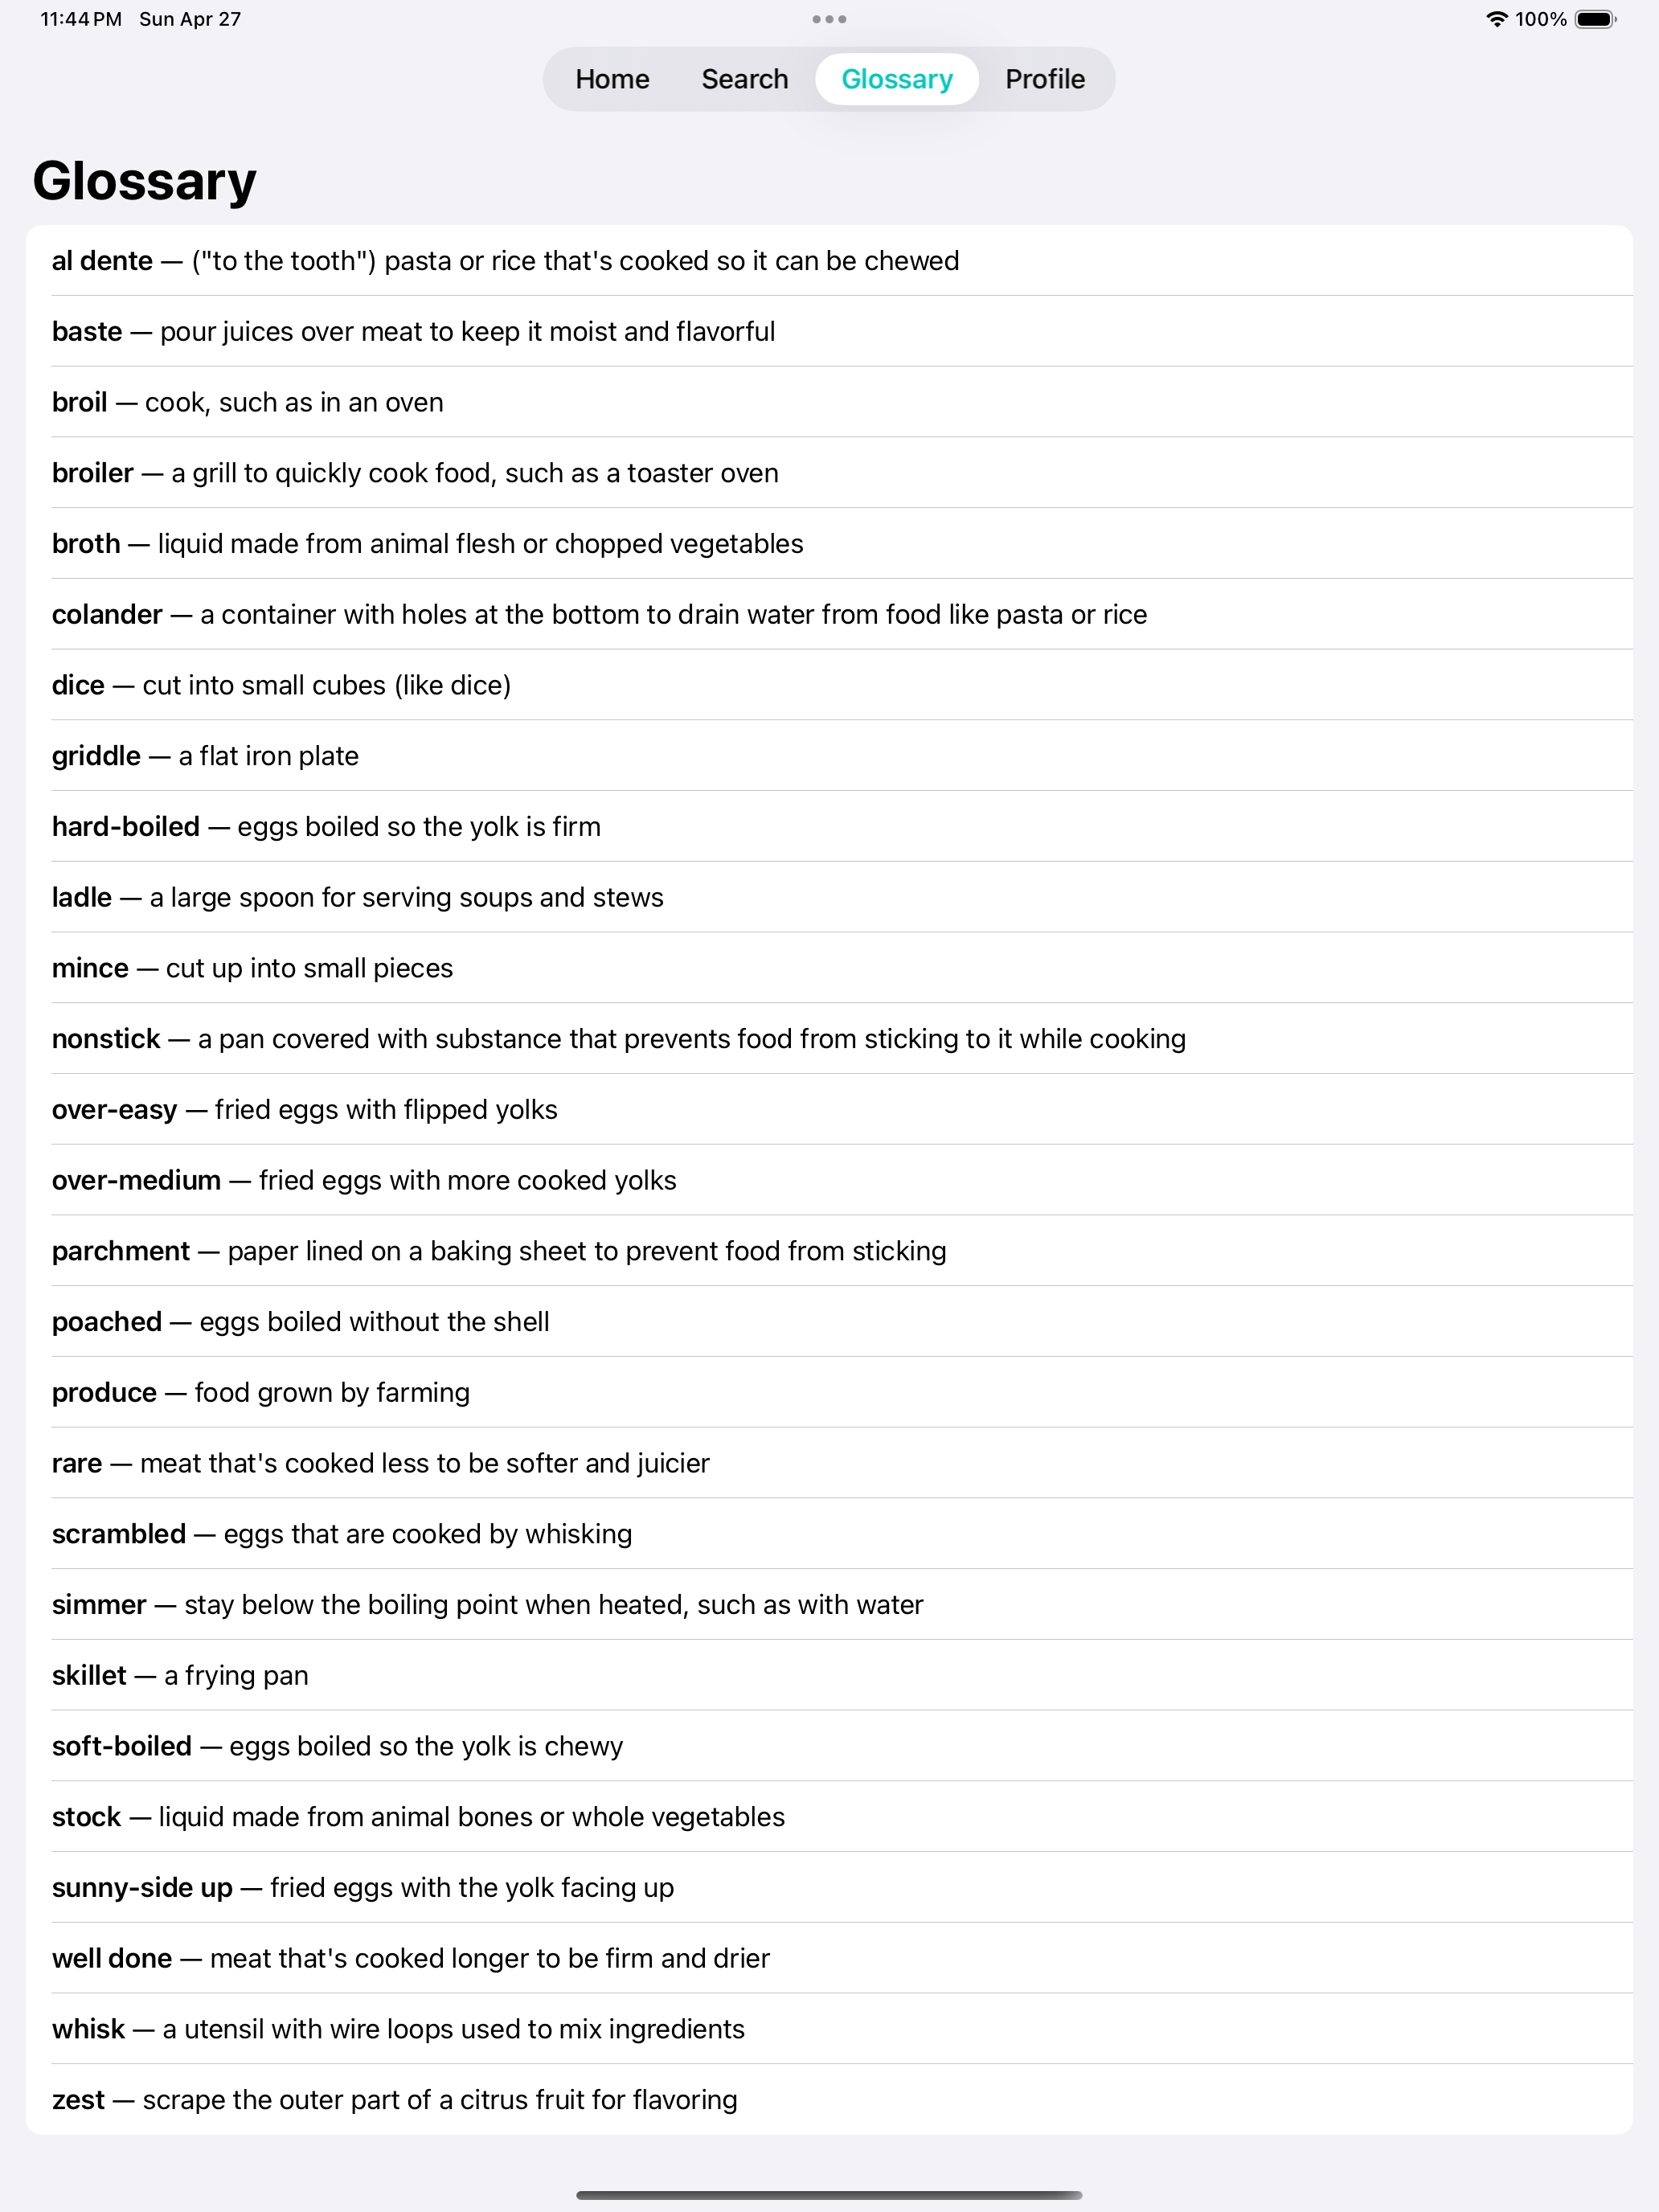 11:44 PM Sun Apr 27
100%
Home Search Glossary Profile
Glossary
al dente — ("to the tooth") pasta or rice that's cooked so it can be chewed
baste — pour juices over meat to keep it moist and flavorful
broil — cook, such as in an oven
broiler — a grill to quickly cook food, such as a toaster oven
broth — liquid made from animal flesh or chopped vegetables
colander — a container with holes at the bottom to drain water from food like pasta or rice
dice — cut into small cubes (like dice)
griddle — a flat iron plate
hard-boiled — eggs boiled so the yolk is firm
ladle — a large spoon for serving soups and stews
mince — cut up into small pieces
nonstick — a pan covered with substance that prevents food from sticking to it while cooking
over-easy — fried eggs with flipped yolks
over-medium — fried eggs with more cooked yolks
parchment — paper lined on a baking sheet to prevent food from sticking
poached — eggs boiled without the shell
produce — food grown by farming
rare — meat that's cooked less to be softer and juicier
scrambled — eggs that are cooked by whisking
simmer — stay below the boiling point when heated, such as with water
skillet — a frying pan
soft-boiled — eggs boiled so the yolk is chewy
stock — liquid made from animal bones or whole vegetables
sunny-side up — fried eggs with the yolk facing up
well done — meat that's cooked longer to be firm and drier
whisk — a utensil with wire loops used to mix ingredients
zest — scrape the outer part of a citrus fruit for flavoring